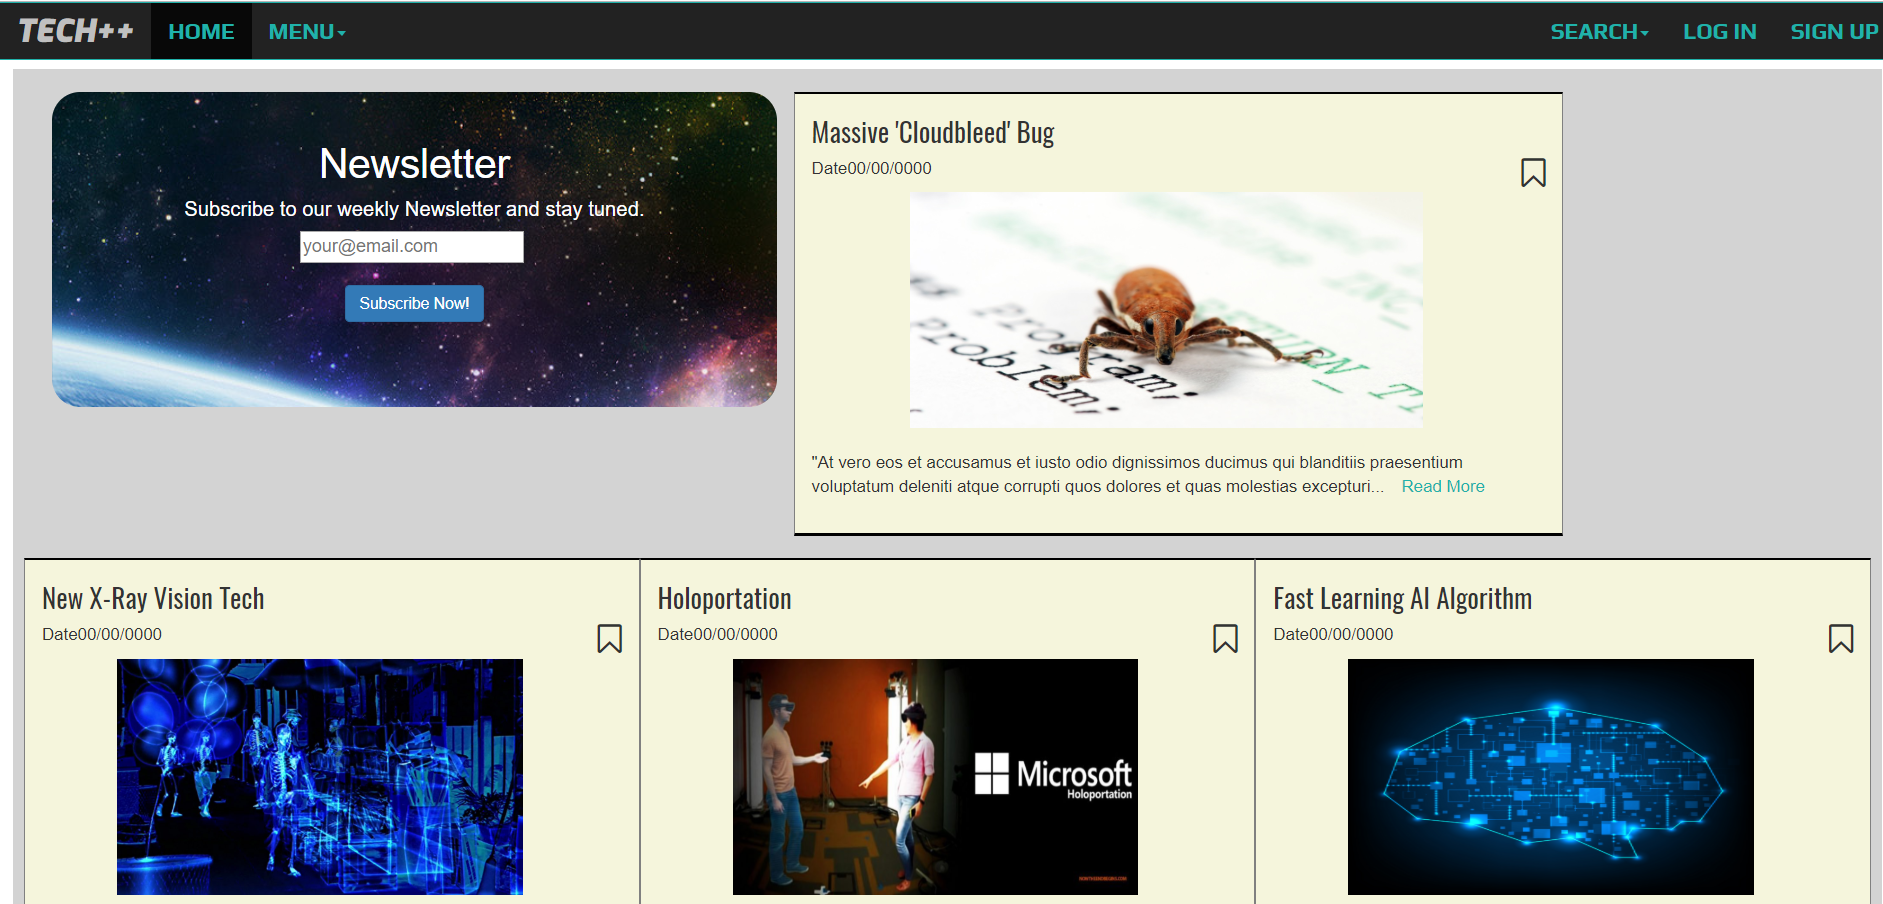 TECH++ HOME MENU SEARCH LOG IN SIGN UP
Newsletter
Subscribe to our weekly Newsletter and stay tuned.
your@email.com
Subscribe Now!
Massive 'Cloudbleed' Bug
Date00/00/0000
Program:
Problem:
"At vero eos et accusamus et iusto odio dignissimos ducimus qui blanditiis praesentium
voluptatum deleniti atque corrupti quos dolores et quas molestias excepturi... Read More
New X-Ray Vision Tech
Date00/00/0000
Holoportation
Date00/00/0000
Microsoft
Holoportation
Fast Learning AI Algorithm
Date00/00/0000